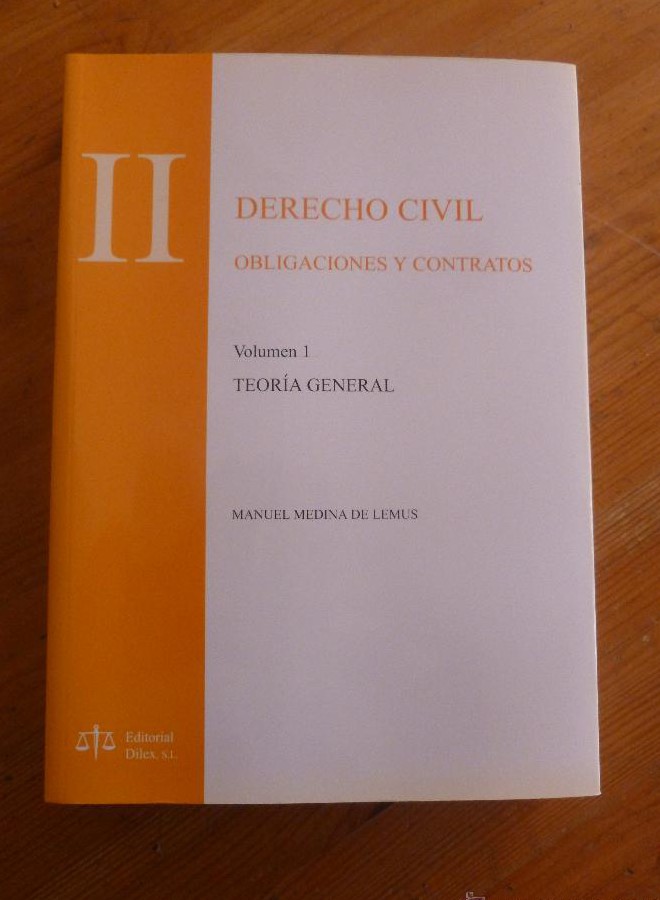 II
DERECHO CIVIL
OBLIGACIONES Y CONTRATOS
Volumen 1
TEORÍA GENERAL
MANUEL MEDINA DE LEMUS
Editorial
Dilex, S.L.